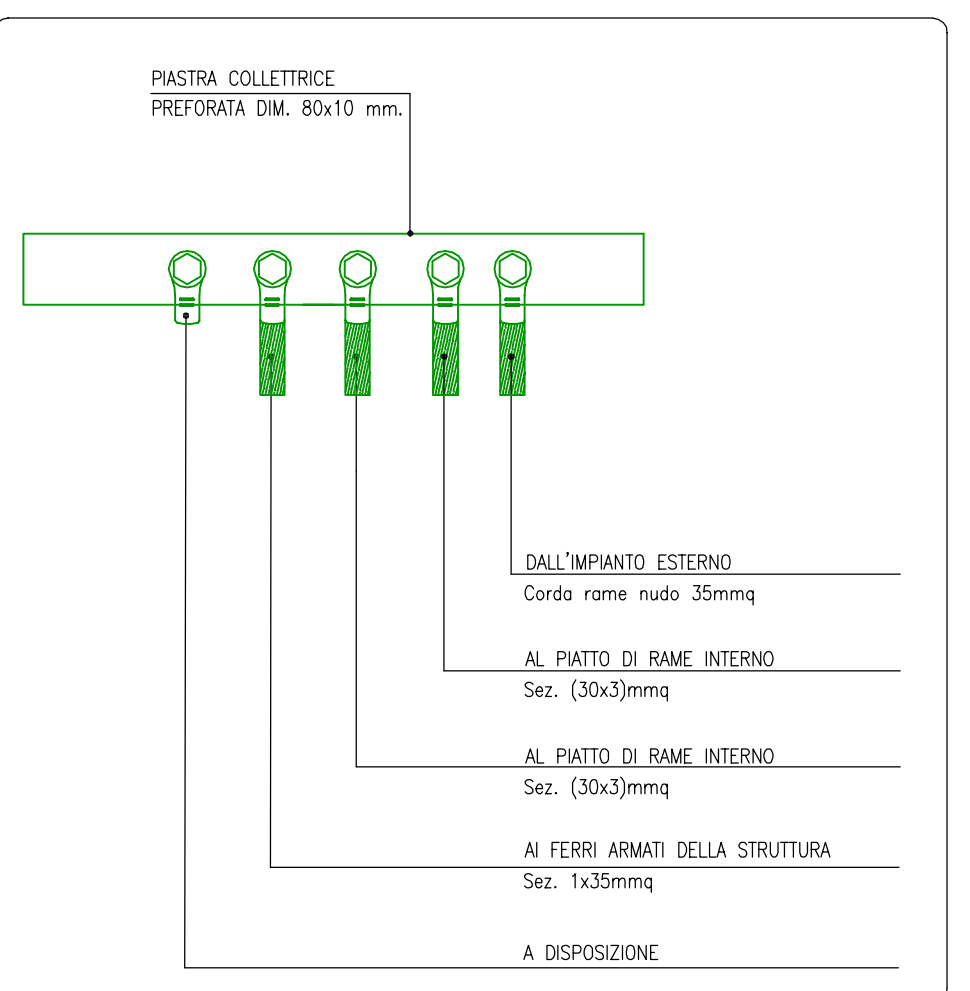 PIASTRA COLLETTRICE
PREFORATA DIM. 80x10 mm.
DALL'IMPIANTO ESTERNO
Corda rame nudo 35mmq
AL PIATTO DI RAME INTERNO
Sez. (30x3)mmq
AL PIATTO DI RAME INTERNO
Sez. (30x3)mmq
AI FERRI ARMATI DELLA STRUTTURA
Sez. 1x35mmq
A DISPOSIZIONE